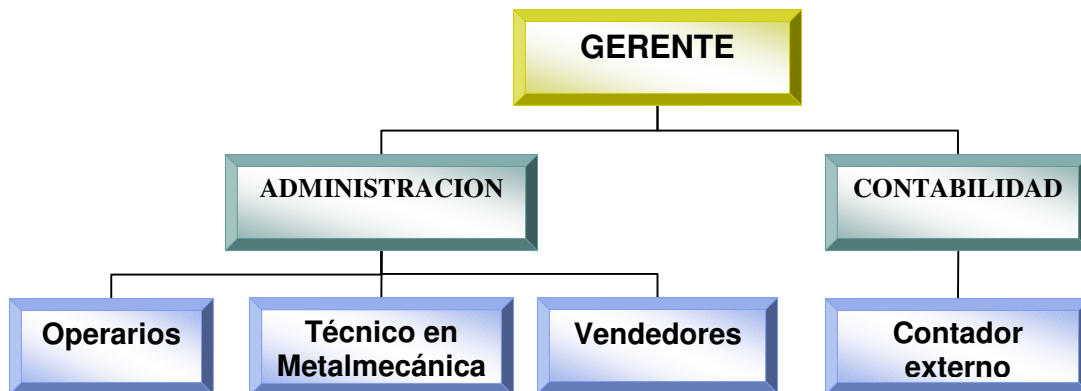 GERENTE
ADMINISTRACION
CONTABILIDAD
Operarios
Técnico en
Metalmecánica
Vendedores
Contador
externo